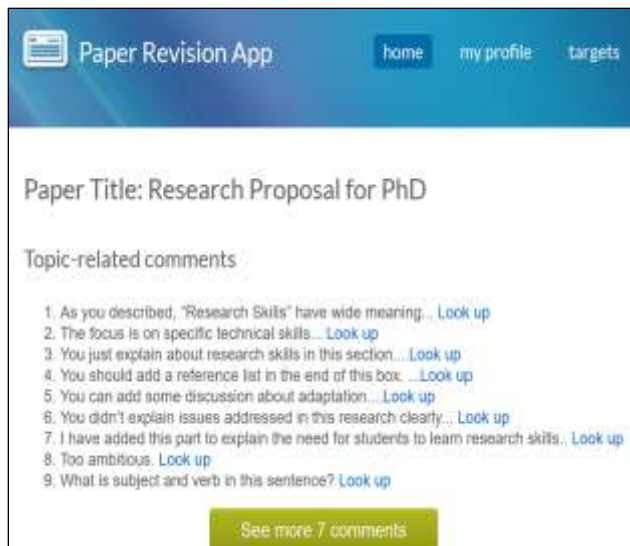 Paper Revision App
home my profile targets
Paper Title: Research Proposal for PhD
Topic-related comments
1. As you described, "Research Skills" have wide meaning... Look up
2. The focus is on specific technical skills... Look up
3. You just explain about research skills in this section... Look up
4. You should add a reference list in the end of this box. ...Look up
5. You can add some discussion about adaptation... Look up
6. You didn't explain issues addressed in this research clearly... Look up
7. I have added this part to explain the need for students to learn research skills.. Look up
8. Too ambitious. Look up
9. What is subject and verb in this sentence? Look up
See more 7 comments